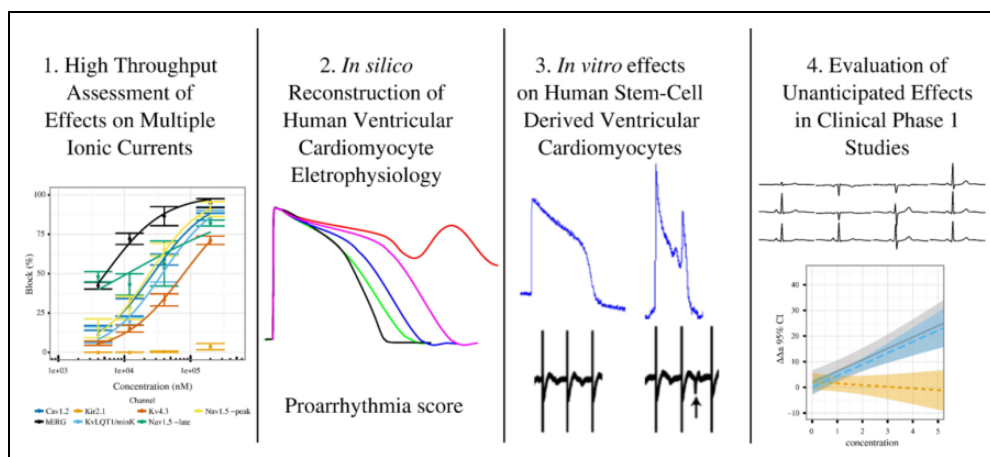 1. High Throughput
Assessment of
Effects on Multiple
Ionic Currents
100
75
50
25
0
Block (%)
1e+03
1e+04
1e+05
Concentration (nM)
Channel
Cav1.2
Kir2.1
Kv4.3
Nav1.5 −peak
hERG
KvLQT1/minK
Nav1.5 −late
2. In silico
Reconstruction of
Human Ventricular
Cardiomyocyte
Eletrophysiology
Proarrhythmia score
3. In vitro effects
on Human Stem-Cell
Derived Ventricular
Cardiomyocytes
4. Evaluation of
Unanticipated Effects
in Clinical Phase 1
Studies
40
30
20
10
0
−10
ΔΔ± 95% CI
0
1
2
3
4
5
concentration